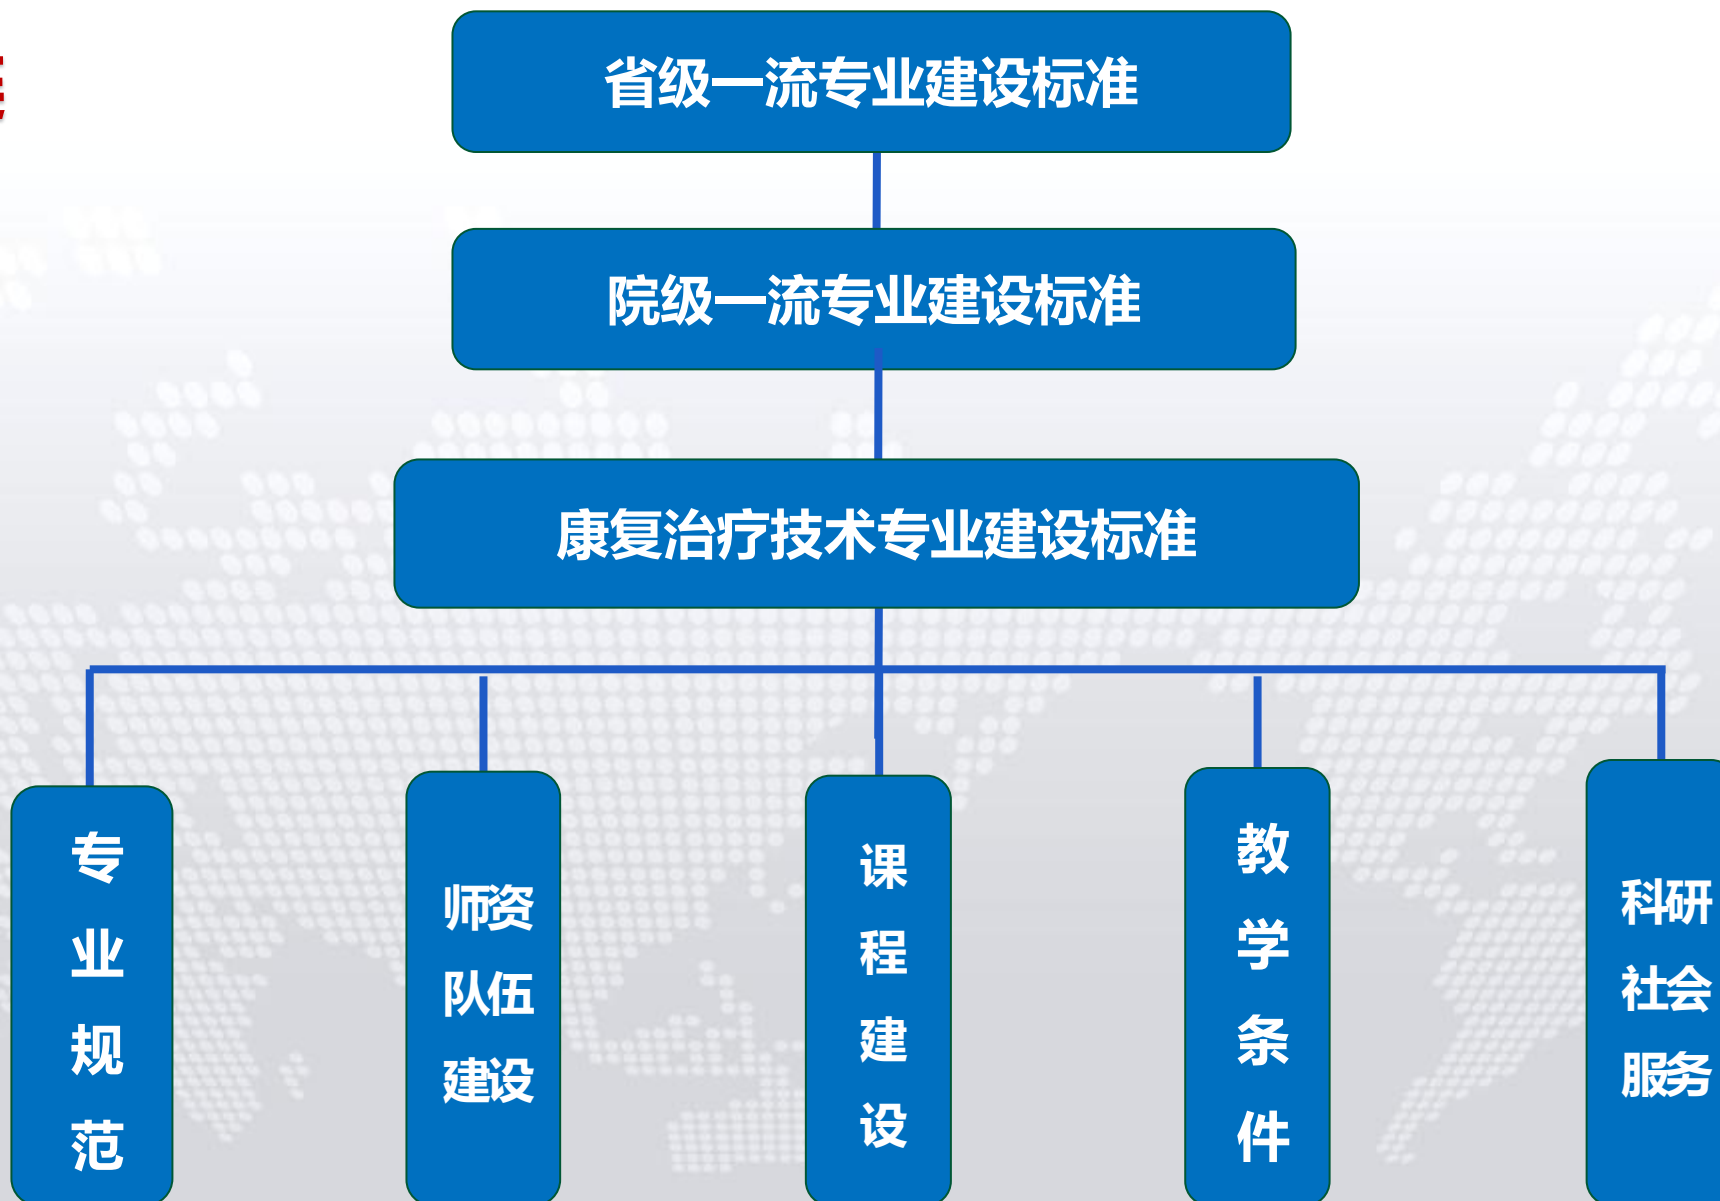 省级一流专业建设标准
院级一流专业建设标准
康复治疗技术专业建设标准
专
业
规
范
师资
队伍
建设
课
程
建
设
教
学
条
件
科研
社会
服务